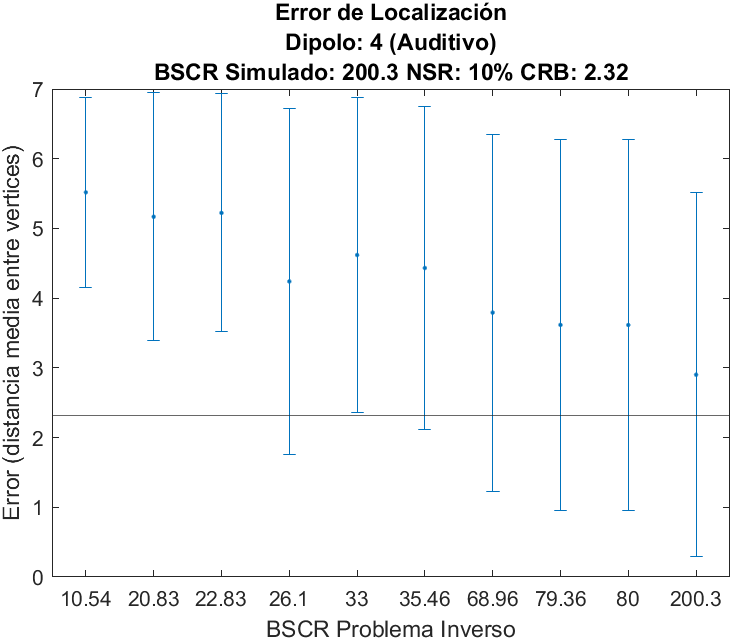 Error de Localización
Dipolo: 4 (Auditivo)
BSCR Simulado: 200.3 NSR: 10% CRB: 2.32
Error (distancia media entre vertices)
7
6
5
4
3
2
1
0
10.54 20.83 22.83 26.1 33 35.46 68.96 79.36 80 200.3
BSCR Problema Inverso